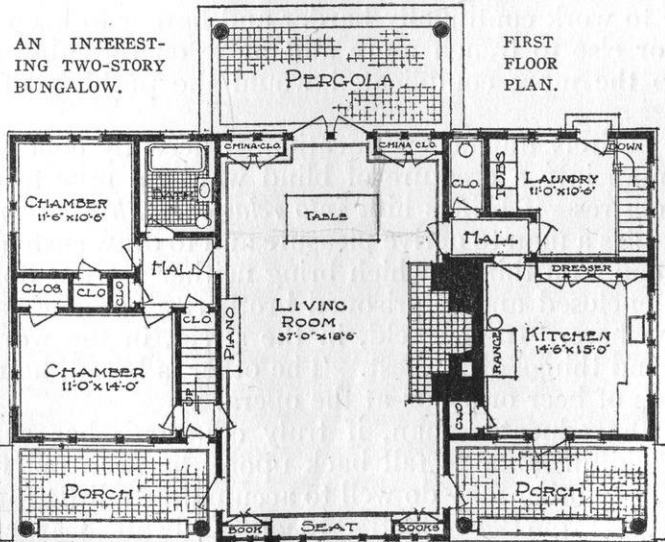 AN INTEREST-
ING TWO-STORY
BUNGALOW.
FIRST
FLOOR
PLAN.
PERGOLA
CHINA CLO.
CHINA CLO.
CHAMBER
11'-6"x10'-6"
BATH
TABLE
CLO.
TUBS
LAUNDRY
11'-0"x10'-6"
DOWN
HALL
HALL
CLOS.
CLO
CLO
CLO
DRESSER
PIANO
LIVING
ROOM
37'-0"x18'-6"
RANGE
KITCHEN
14'-6"x15'-0"
CHAMBER
11'-0"x14'-0"
UP
CLO
PORCH
PORCH
BOOK
SEAT
BOOKS